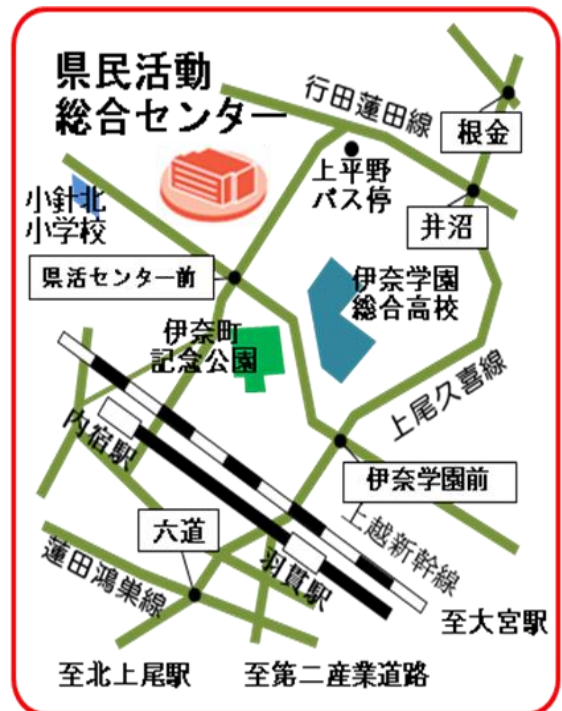 県民活動
総合センター
行田蓮田線
根金
上平野
バス停
小針北
小学校
井沼
県活センター前
伊奈学園
総合高校
伊奈町
記念公園
上尾久喜線
内宿駅
伊奈学園前
六道
上越新幹線
羽貫駅
蓮田鴻巣線
至大宮駅
至北上尾駅
至第二産業道路